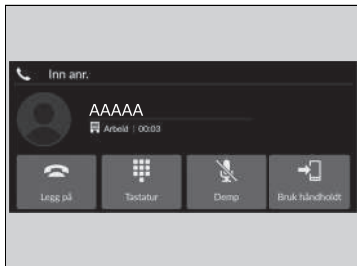 Inn anr.
AAAAA
Arbeid | 00:03
Legg på
Tastatur
Demp
Bruk håndholdt